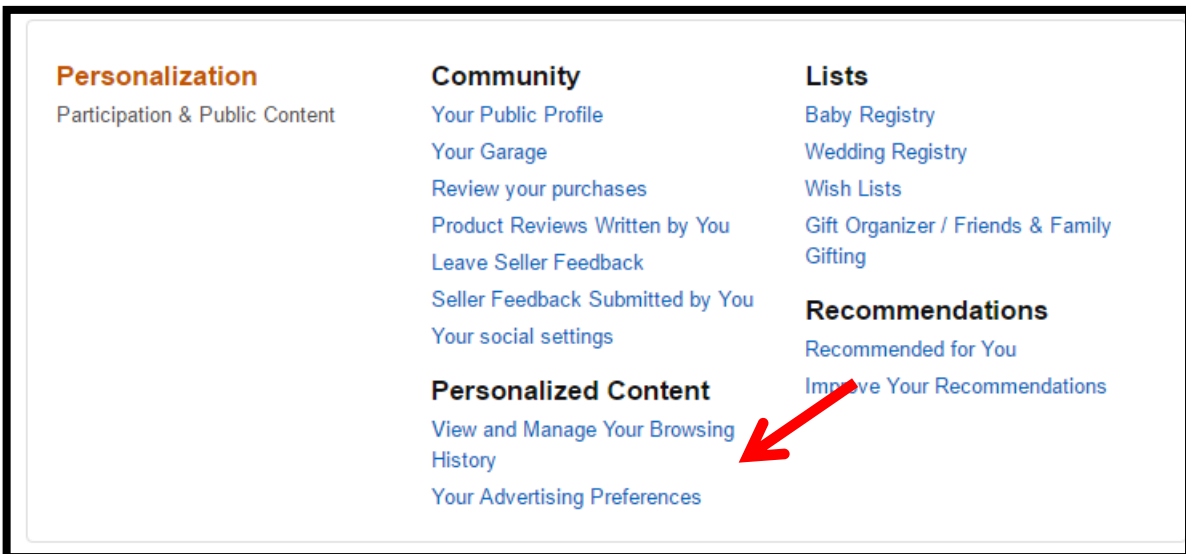 Personalization
Participation & Public Content
Community
Your Public Profile
Your Garage
Review your purchases
Product Reviews Written by You
Leave Seller Feedback
Seller Feedback Submitted by You
Your social settings
Personalized Content
View and Manage Your Browsing
History
Your Advertising Preferences
Lists
Baby Registry
Wedding Registry
Wish Lists
Gift Organizer / Friends & Family
Gifting
Recommendations
Recommended for You
Improve Your Recommendations